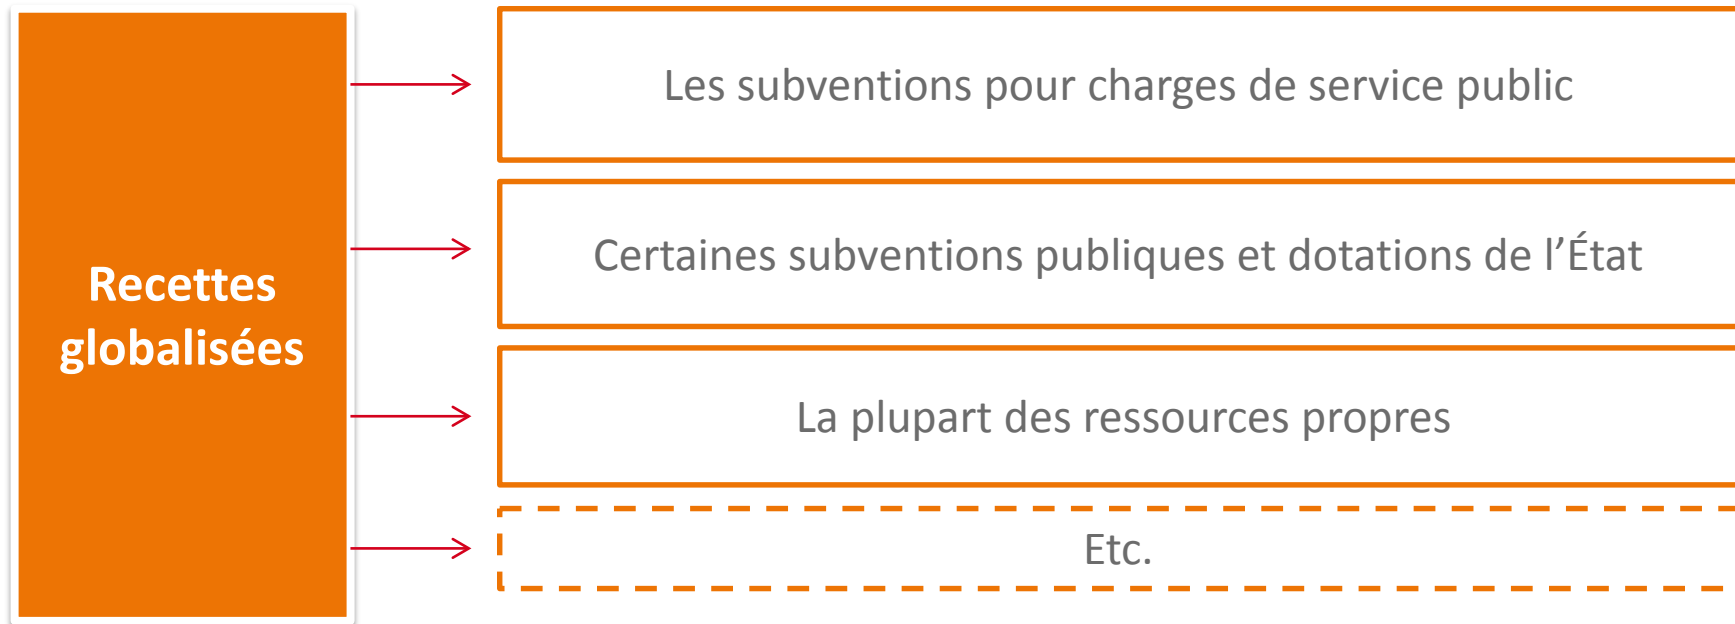 Recettes
globalisées
Les subventions pour charges de service public
Certaines subventions publiques et dotations de l’État
La plupart des ressources propres
Etc.